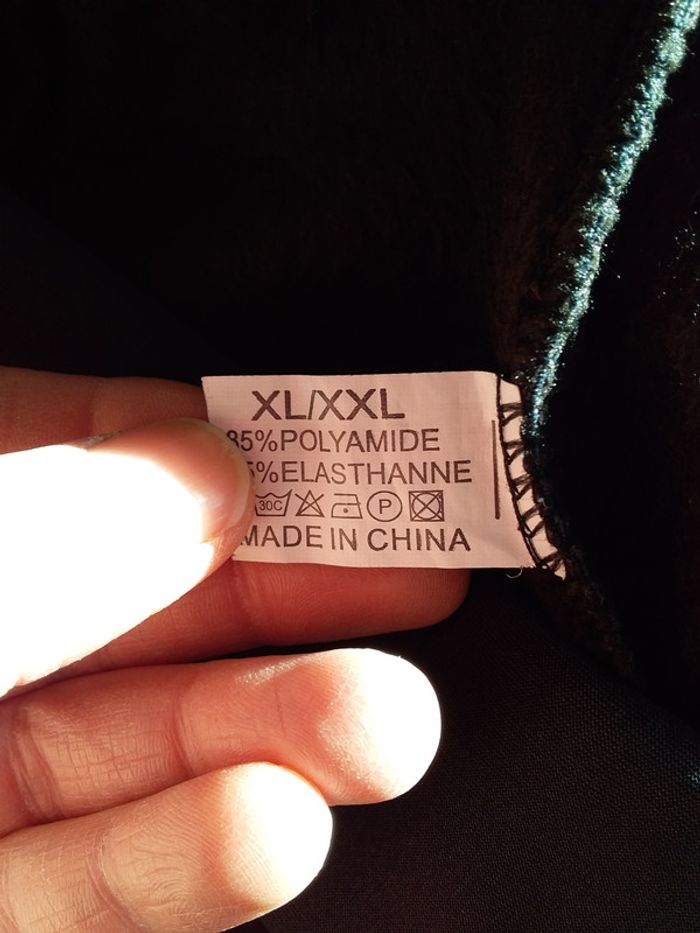 XL/XXL
85%POLYAMIDE
5%ELASTHANNE
30C P
MADE IN CHINA